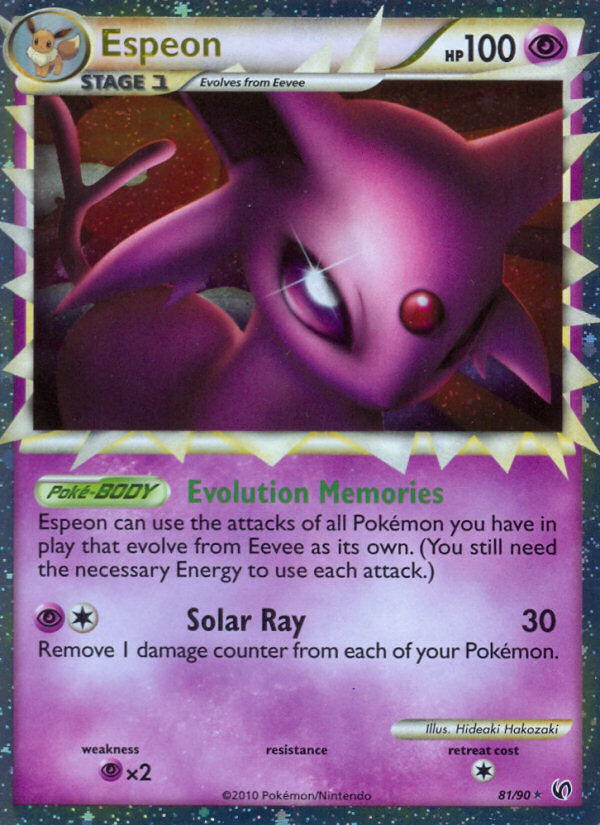 Espeon
HP100
STAGE 1
Evolves from Eevee
Poké-BODY Evolution Memories
Espeon can use the attacks of all Pokémon you have in
play that evolve from Eevee as its own. (You still need
the necessary Energy to use each attack.)
Solar Ray 30
Remove 1 damage counter from each of your Pokémon.
Illus. Hideaki Hakozaki
weakness resistance retreat cost
×2
©2010 Pokémon/Nintendo
81/90 ★